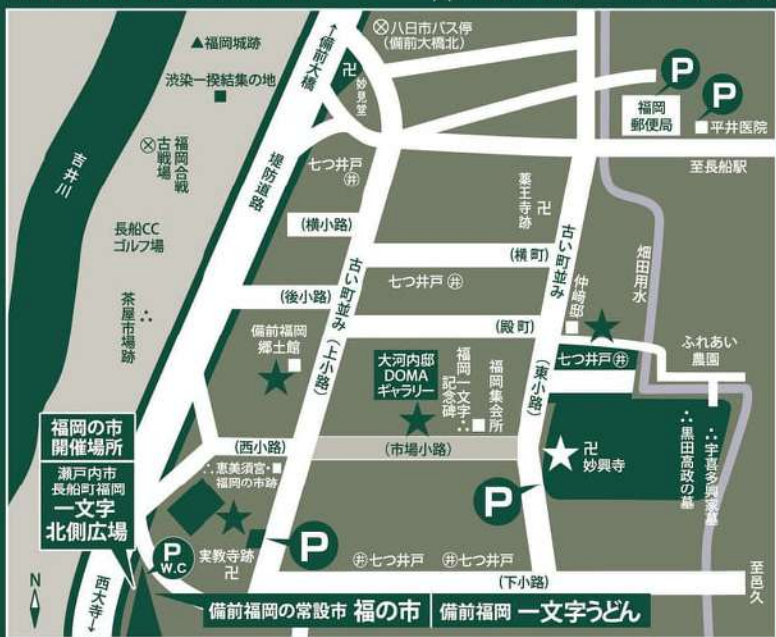 ▲福岡城跡
渋染一揆結集の地
福岡合戦
古戦場
吉井川
長船CC
ゴルフ場
茶屋市場跡
↑備前大橋
堤防道路
妙見堂
八日市バス停
(備前大橋北)
P
福岡
郵便局
P
平井医院
至長船駅
七つ井戸㊤
(横小路)
古い町並み(上小路)
薬王寺跡
卍
(横町)
古い町並み
(東小路)
畑田用水
七つ井戸㊤
(後小路)
(殿町)
仲﨑邸
備前福岡
郷土館
大河内邸
DOMA
ギャラリー
福岡一文字
記念碑
福岡集会所
七つ井戸㊤
ふれあい
農園
福岡の市
開催場所
瀬戸内市
長船町福岡
一文字
北側広場
(西小路)
(市場小路)
恵美須宮・
福岡の市跡
卍
妙興寺
黒田高政の墓
宇喜多興家墓
P
P
P
W.C
実教寺跡
卍
七つ井戸
七つ井戸
(下小路)
至邑久
N
西大寺→
備前福岡の常設市 福の市
備前福岡 一文字うどん